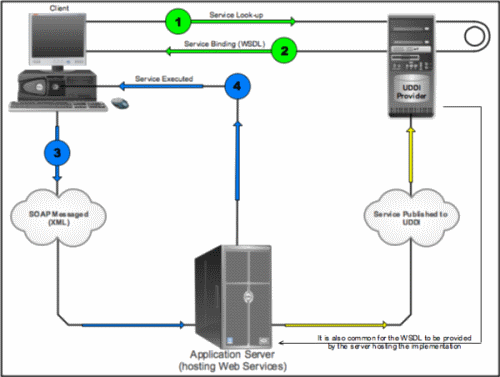 Client
1
Service Look-up
Service Binding (WSDL)
2
Service Executed
4
UDDI
Provider
3
SOAP Messaged
(XML)
Service Published to
UDDI
It is also common for the WSDL to be provided
by the server hosting the implementation
Application Server
(hosting Web Services)